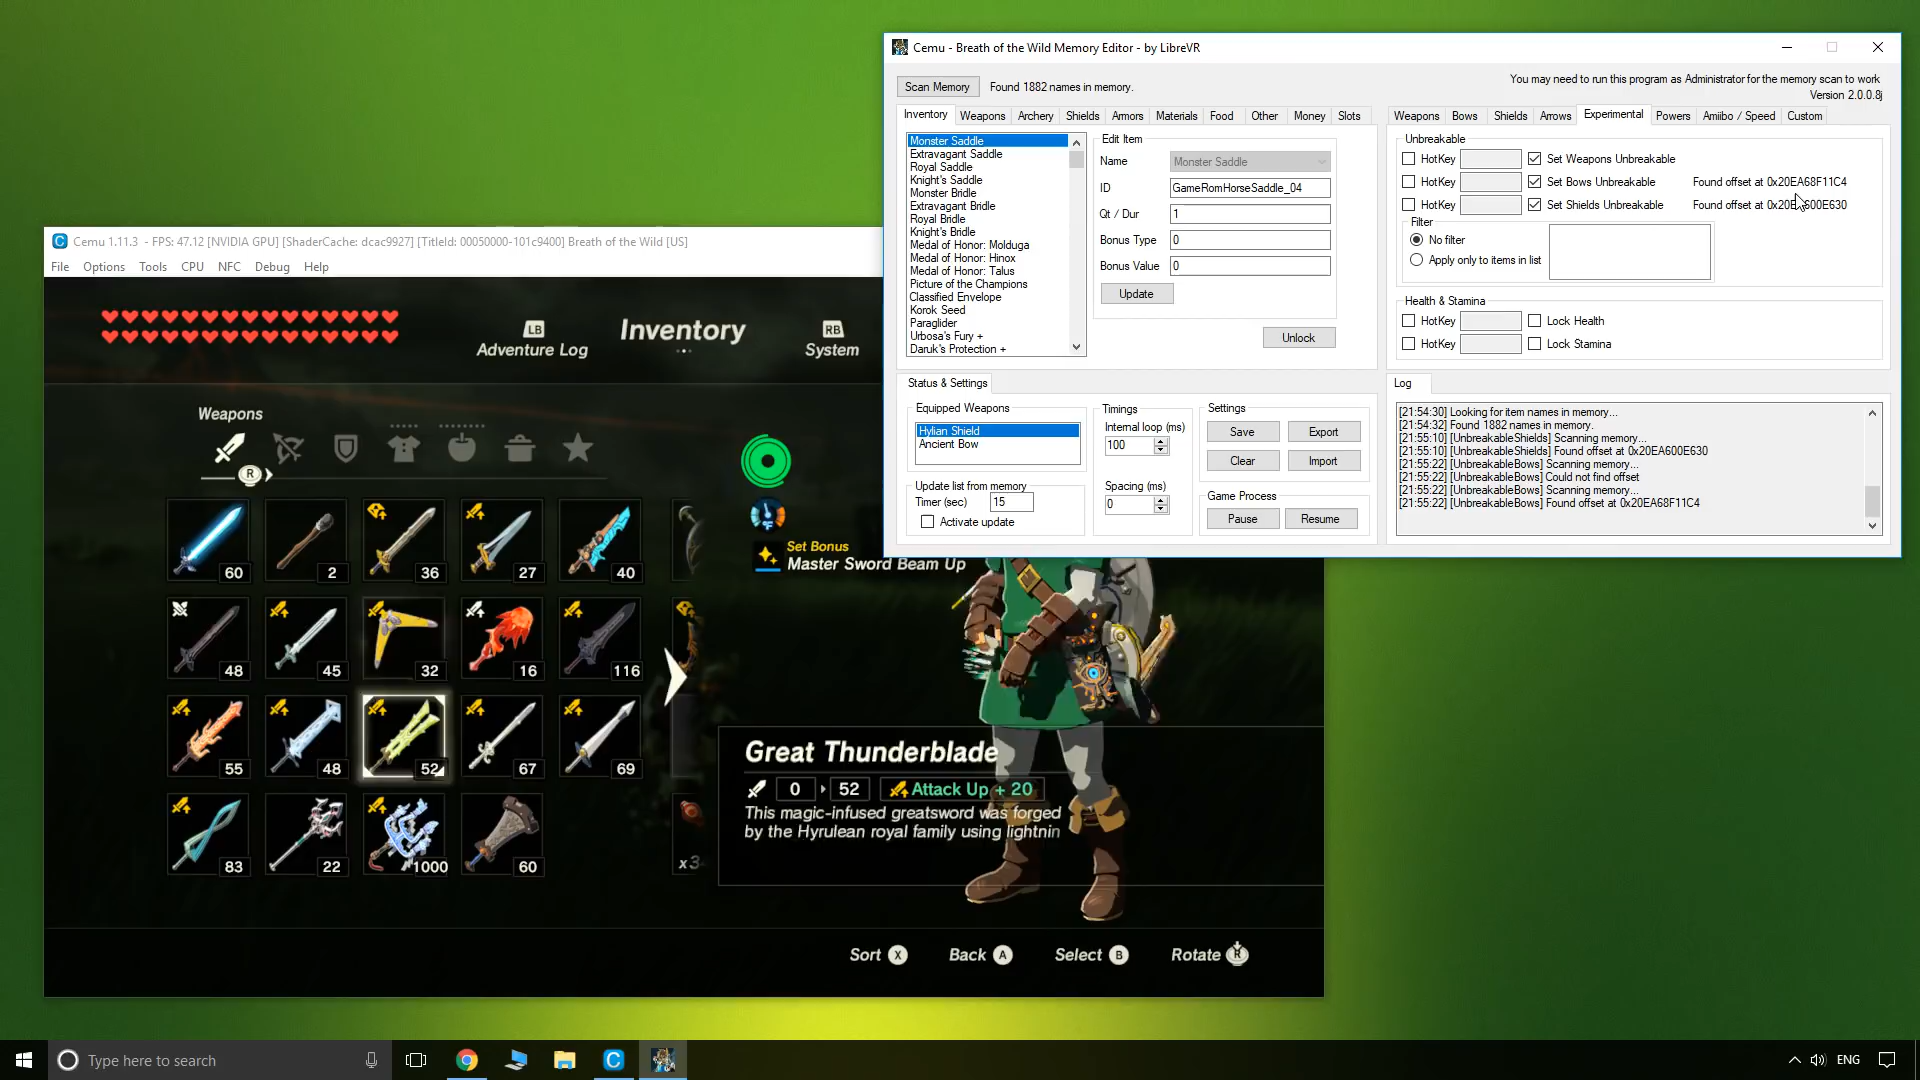 Cemu - Breath of the Wild Memory Editor - by LibreVR
Scan Memory
Found 1882 names in memory.
You may need to run this program as Administrator for the memory scan to work
Version 2.0.0.8j
Inventory Weapons Archery Shields Armors Materials Food Other Money Slots
Monster Saddle
Extravagant Saddle
Royal Saddle
Knight's Saddle
Monster Bridle
Extravagant Bridle
Royal Bridle
Knight's Bridle
Medal of Honor: Molduga
Medal of Honor: Hinox
Medal of Honor: Talus
Picture of the Champions
Classified Envelope
Korok Seed
Paraglider
Urbosa's Fury +
Daruk's Protection +
Edit Item
Name Monster Saddle
ID GameRomHorseSaddle_04
Qt / Dur 1
Bonus Type 0
Bonus Value 0
Update
Unlock
Weapons Bows Shields Arrows Experimental Powers Amiibo / Speed Custom
Unbreakable
HotKey Set Weapons Unbreakable
HotKey Set Bows Unbreakable Found offset at 0x20EA68F11C4
HotKey Set Shields Unbreakable Found offset at 0x20E 600E630
Filter
No filter
Apply only to items in list
Health & Stamina
HotKey Lock Health
HotKey Lock Stamina
Status & Settings
Equipped Weapons
Hylian Shield
Ancient Bow
Update list from memory
Timer (sec) 15
Activate update
Timings
Internal loop (ms)
100
Spacing (ms)
0
Settings
Save Export
Clear Import
Game Process
Pause Resume
Log
[21:54:30] Looking for item names in memory...
[21:54:32] Found 1882 names in memory.
[21:55:10] [UnbreakableShields] Scanning memory...
[21:55:10] [UnbreakableShields] Found offset at 0x20EA600E630
[21:55:22] [UnbreakableBows] Scanning memory...
[21:55:22] [UnbreakableBows] Could not find offset
[21:55:22] [UnbreakableBows] Scanning memory...
[21:55:22] [UnbreakableBows] Found offset at 0x20EA68F11C4
C Cemu 1.11.3 - FPS: 47.12 [NVIDIA GPU] [ShaderCache: dcac9927] [TitleId: 00050000-101c9400] Breath of the Wild [US]
File Options Tools CPU NFC Debug Help
LB
Adventure Log
Inventory
RB
System
Weapons
R
60 2 36 27 40
48 45 32 16 116
55 48 52 67 69
83 22 1000 60
x3
Set Bonus
Master Sword Beam Up
Great Thunderblade
0 52 Attack Up + 20
This magic-infused greatsword was forged
by the Hyrulean royal family using lightnin
Sort X Back A Select B Rotate R
Type here to search
C
ENG